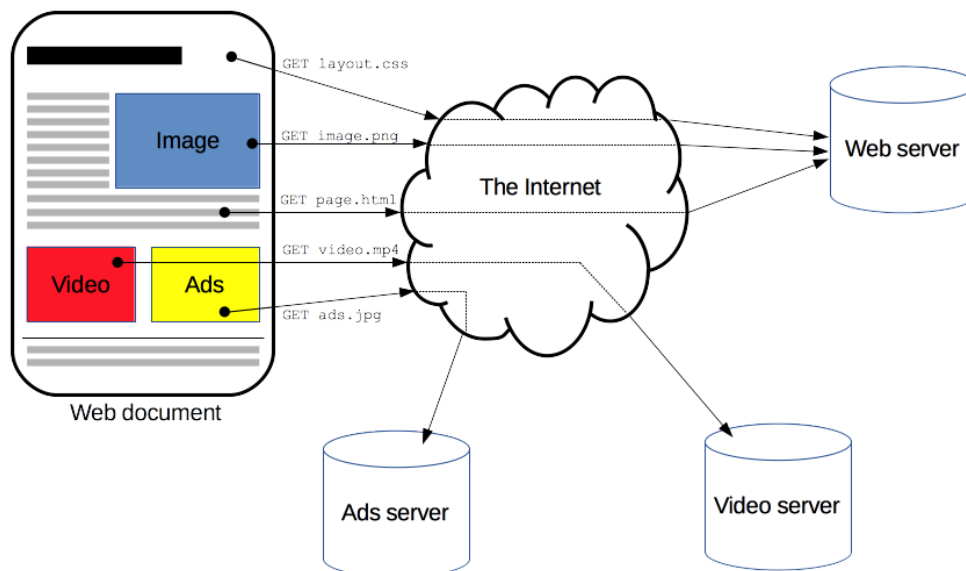 GET layout.css
Image
GET image.png
Web server
The Internet
GET page.html
GET video.mp4
Video
Ads
GET ads.jpg
Web document
Ads server
Video server